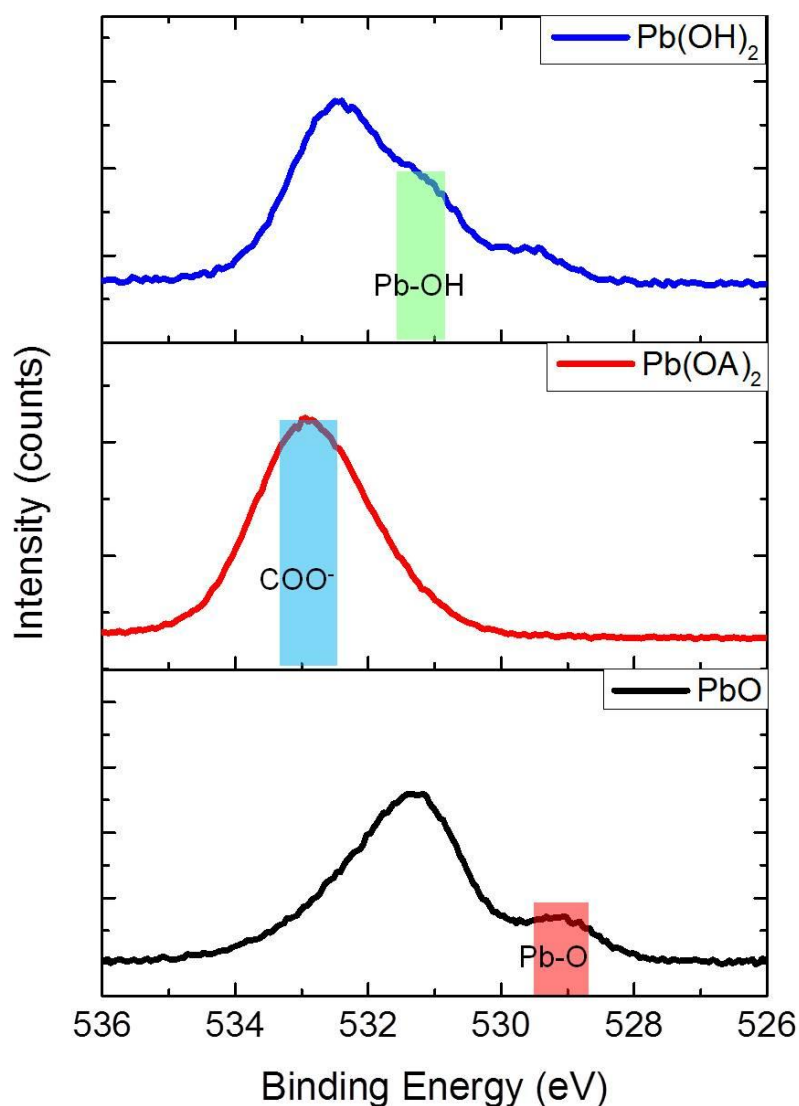 Pb(OH)₂
Pb-OH
Intensity (counts)
Pb(OA)₂
COO⁻
PbO
Pb-O
536 534 532 530 528 526
Binding Energy (eV)